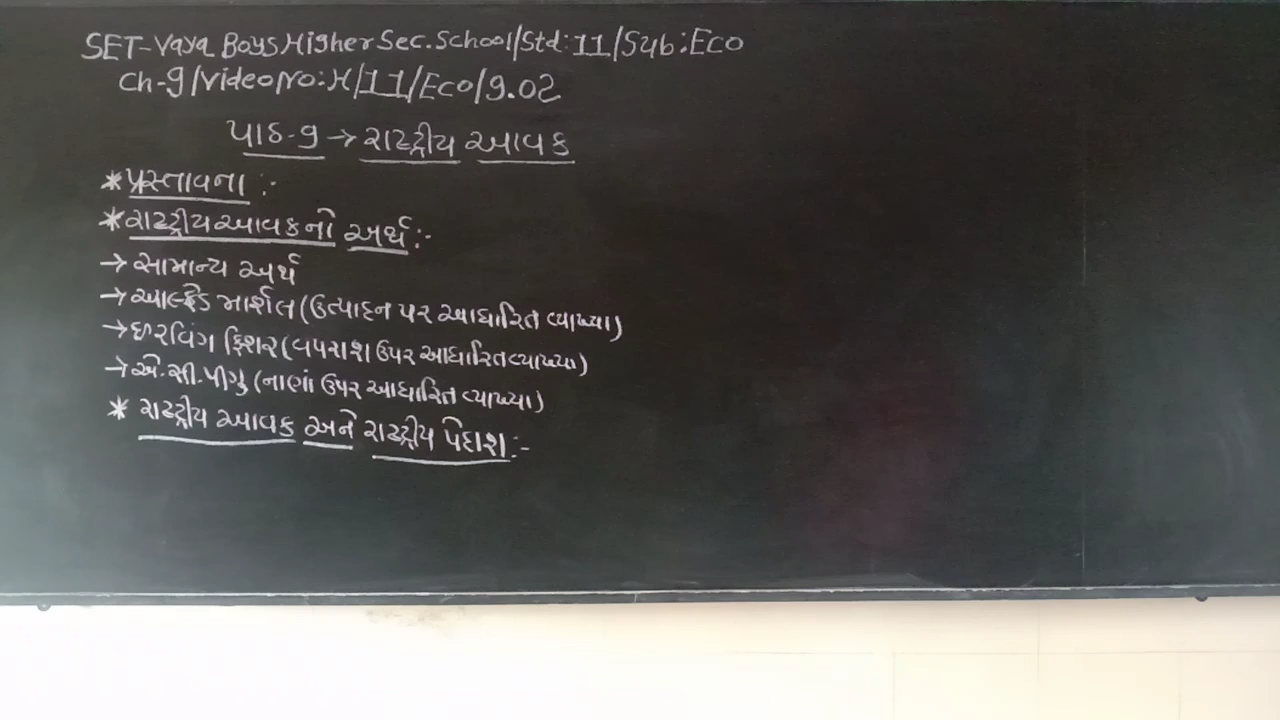 SET-Vaya Boys Higher Sec. School/Std:11/Sub:Eco
Ch-9/Video No:H/11/Eco/9.02
પાઠ-9 → રાષ્ટ્રીય આવક
*પ્રસ્તાવના :-
*રાષ્ટ્રીય આવકનો અર્થ:-
→ સામાન્ય અર્થ
→ આલ્ફ્રેડ માર્શલ (ઉત્પાદન પર આધારિત વ્યાખ્યા)
→ ઇરવિંગ ફિશર (વપરાશ ઉપર આધારિત વ્યાખ્યા)
→ એ.સી.પીગુ (નાણાં ઉપર આધારિત વ્યાખ્યા)
* રાષ્ટ્રીય આવક અને રાષ્ટ્રીય પેદાશ:-